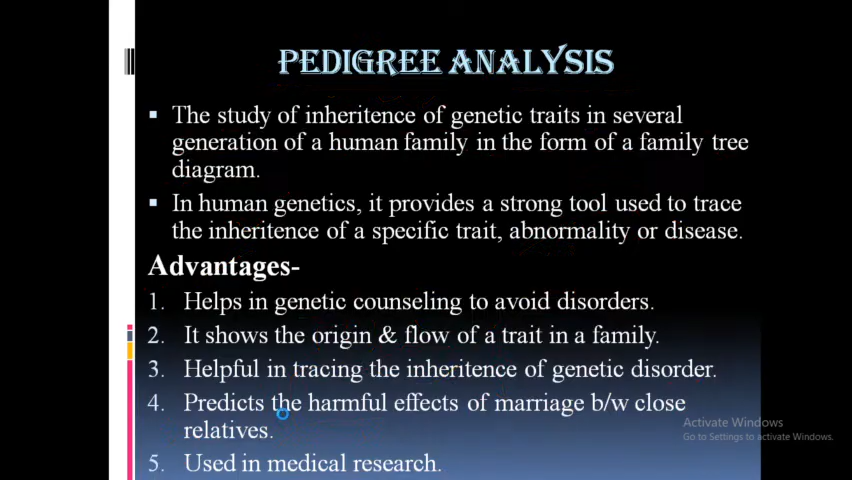 PEDIGREE ANALYSIS
▪ The study of inheritence of genetic traits in several
generation of a human family in the form of a family tree
diagram.
▪ In human genetics, it provides a strong tool used to trace
the inheritence of a specific trait, abnormality or disease.
Advantages-
1. Helps in genetic counseling to avoid disorders.
2. It shows the origin & flow of a trait in a family.
3. Helpful in tracing the inheritence of genetic disorder.
4. Predicts the harmful effects of marriage b/w close
relatives.
5. Used in medical research.
Activate Windows
Go to Settings to activate Windows.